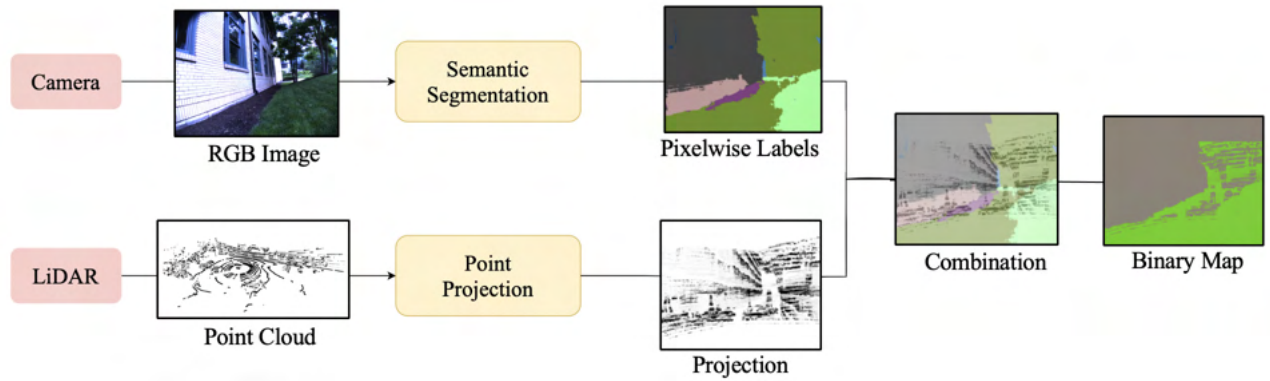 Camera
RGB Image
Semantic
Segmentation
Pixelwise Labels
LiDAR
Point Cloud
Point
Projection
Projection
Combination
Binary Map